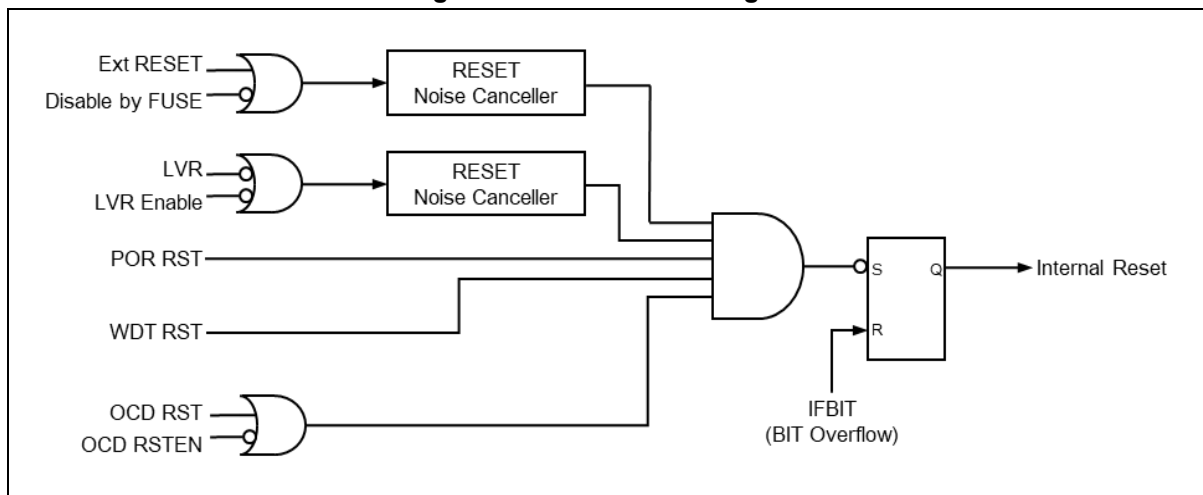 Ext RESET
Disable by FUSE
RESET
Noise Canceller
LVR
LVR Enable
RESET
Noise Canceller
POR RST
WDT RST
OCD RST
OCD RSTEN
S
Q
R
Internal Reset
IFBIT
(BIT Overflow)